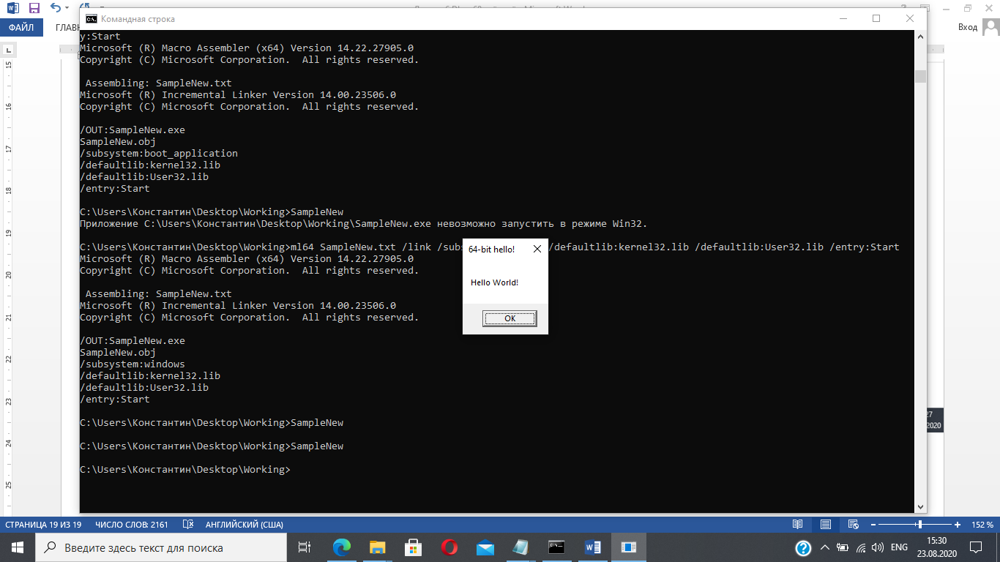 Командная строка
ФАЙЛ
Вход
y:Start
Microsoft (R) Macro Assembler (x64) Version 14.22.27905.0
Copyright (C) Microsoft Corporation.  All rights reserved.
Assembling: SampleNew.txt
Microsoft (R) Incremental Linker Version 14.00.23506.0
Copyright (C) Microsoft Corporation.  All rights reserved.
/OUT:SampleNew.exe
SampleNew.obj
/subsystem:boot_application
/defaultlib:kernel32.lib
/defaultlib:User32.lib
/entry:Start
C:\Users\Константин\Desktop\Working>SampleNew
Приложение C:\Users\Константин\Desktop\Working\SampleNew.exe невозможно запустить в режиме Win32.
C:\Users\Константин\Desktop\Working>ml64 SampleNew.txt /link /subs /defaultlib:kernel32.lib /defaultlib:User32.lib /entry:Start
Microsoft (R) Macro Assembler (x64) Version 14.22.27905.0
Copyright (C) Microsoft Corporation.  All rights reserved.
Assembling: SampleNew.txt
Microsoft (R) Incremental Linker Version 14.00.23506.0
Copyright (C) Microsoft Corporation.  All rights reserved.
/OUT:SampleNew.exe
SampleNew.obj
/subsystem:windows
/defaultlib:kernel32.lib
/defaultlib:User32.lib
/entry:Start
C:\Users\Константин\Desktop\Working>SampleNew
C:\Users\Константин\Desktop\Working>SampleNew
C:\Users\Константин\Desktop\Working>
64-bit hello!
Hello World!
OK
27
2020
15
16
17
18
19
20
21
22
23
24
25
СТРАНИЦА 19 ИЗ 19 ЧИСЛО СЛОВ: 2161 АНГЛИЙСКИЙ (США) 152 %
Введите здесь текст для поиска
ENG
15:30
23.08.2020